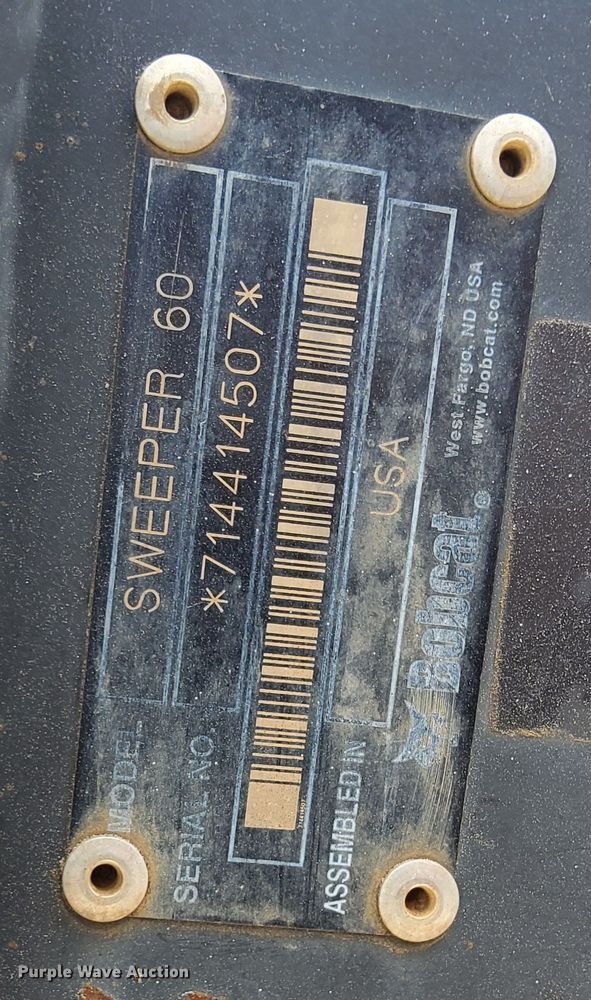 MODEL SWEEPER 60
SERIAL NO. *714414507*
ASSEMBLED IN USA
Bobcat®
West Fargo, ND USA
www.bobcat.com
Purple Wave Auction